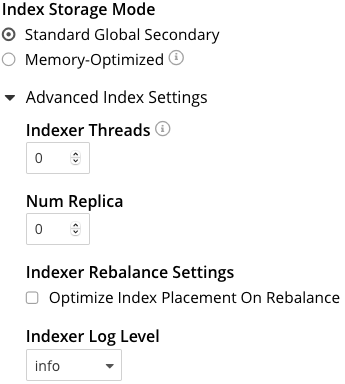 Index Storage Mode
Standard Global Secondary
Memory-Optimized
Advanced Index Settings
Indexer Threads
0
Num Replica
0
Indexer Rebalance Settings
Optimize Index Placement On Rebalance
Indexer Log Level
info